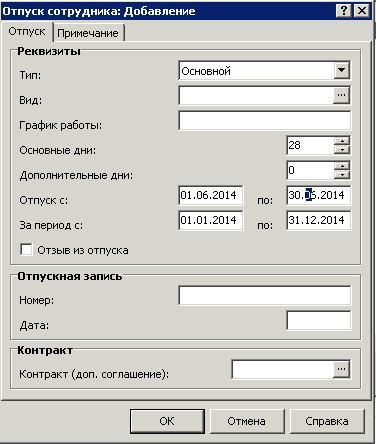 Отпуск сотрудника: Добавление
Отпуск Примечание
Реквизиты
Тип: Основной
Вид: ...
График работы:
Основные дни: 28
Дополнительные дни: 0
Отпуск с: 01.06.2014 по: 30.06.2014
За период с: 01.01.2014 по: 31.12.2014
Отзыв из отпуска
Отпускная запись
Номер:
Дата:
Контракт
Контракт (доп. соглашение): ...
ОК Отмена Справка